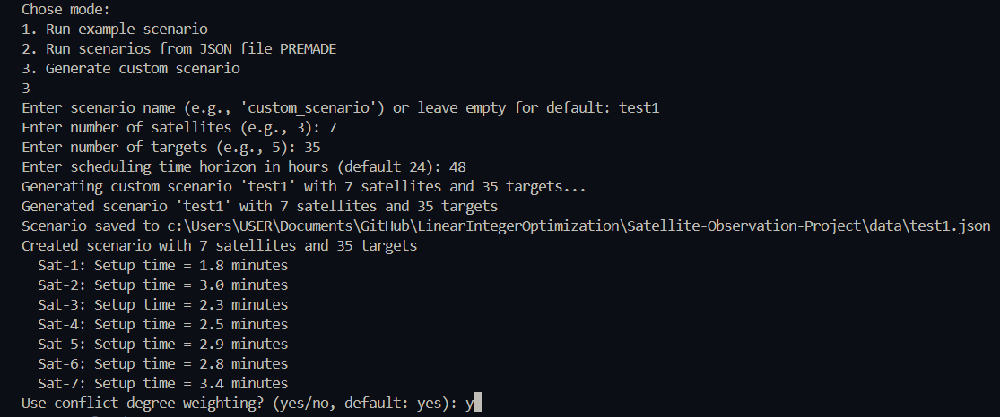 Chose mode:
1. Run example scenario
2. Run scenarios from JSON file PREMADE
3. Generate custom scenario
3
Enter scenario name (e.g., 'custom_scenario') or leave empty for default: test1
Enter number of satellites (e.g., 3): 7
Enter number of targets (e.g., 5): 35
Enter scheduling time horizon in hours (default 24): 48
Generating custom scenario 'test1' with 7 satellites and 35 targets...
Generated scenario 'test1' with 7 satellites and 35 targets
Scenario saved to c:\Users\USER\Documents\GitHub\LinearIntegerOptimization\Satellite-Observation-Project\data\test1.json
Created scenario with 7 satellites and 35 targets
  Sat-1: Setup time = 1.8 minutes
  Sat-2: Setup time = 3.0 minutes
  Sat-3: Setup time = 2.3 minutes
  Sat-4: Setup time = 2.5 minutes
  Sat-5: Setup time = 2.9 minutes
  Sat-6: Setup time = 2.8 minutes
  Sat-7: Setup time = 3.4 minutes
Use conflict degree weighting? (yes/no, default: yes): y